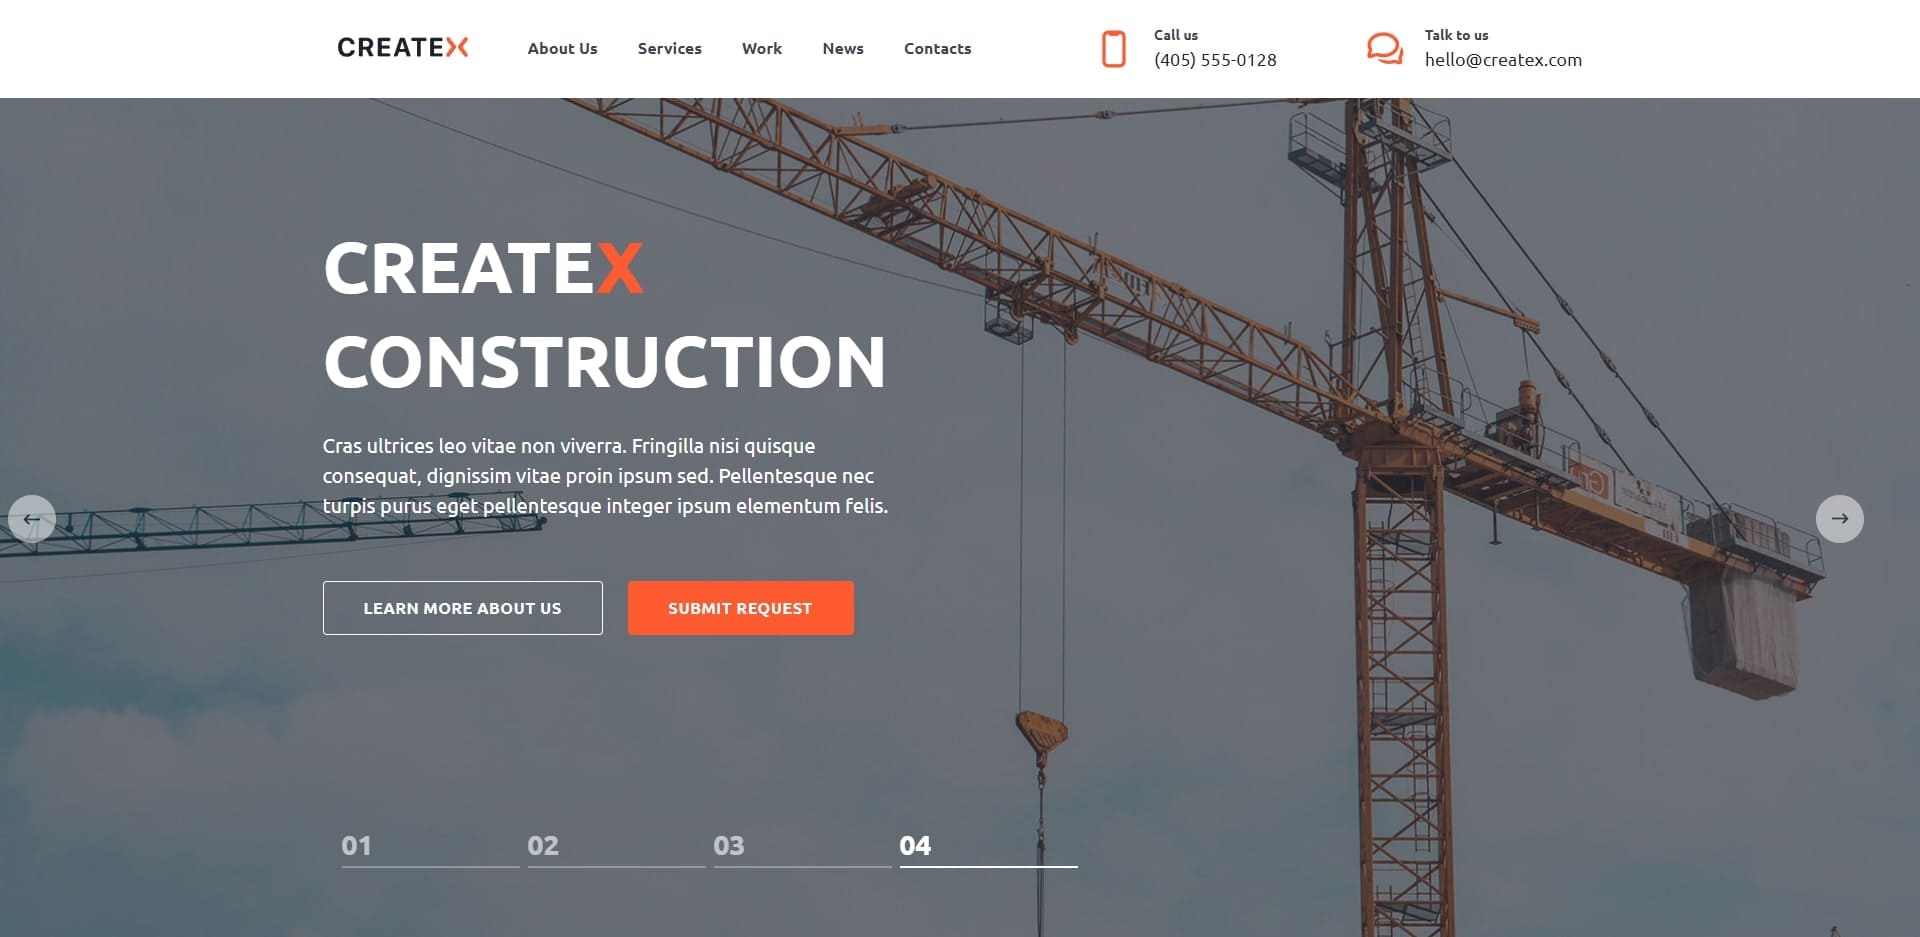 CREATEX
About Us
Services
Work
News
Contacts
Call us
(405) 555-0128
Talk to us
hello@createx.com
CREATEX
CONSTRUCTION
Cras ultrices leo vitae non viverra. Fringilla nisi quisque
consequat, dignissim vitae proin ipsum sed. Pellentesque nec
turpis purus eget pellentesque integer ipsum elementum felis.
LEARN MORE ABOUT US
SUBMIT REQUEST
01
02
03
04